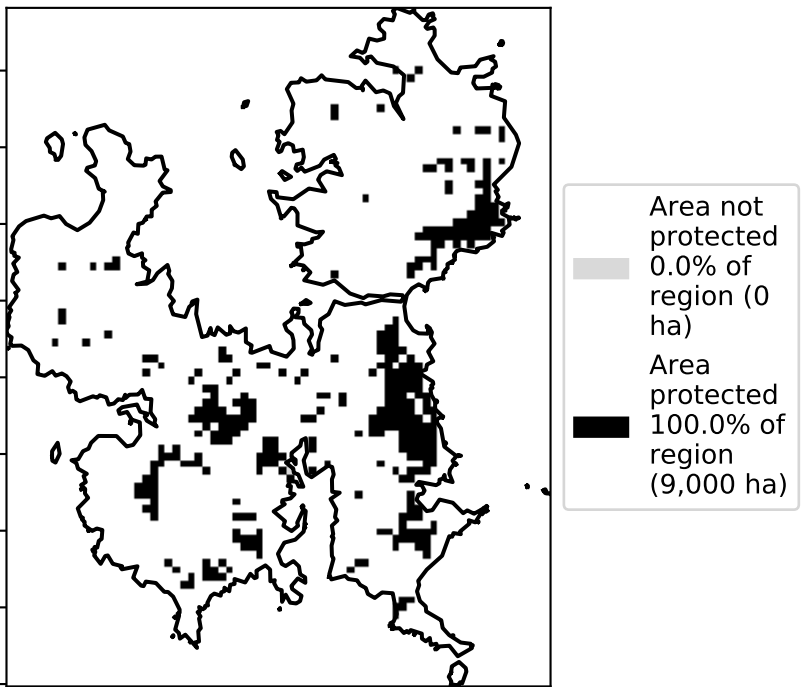 Area not
protected
0.0% of
region (0
ha)
Area
protected
100.0% of
region
(9,000 ha)